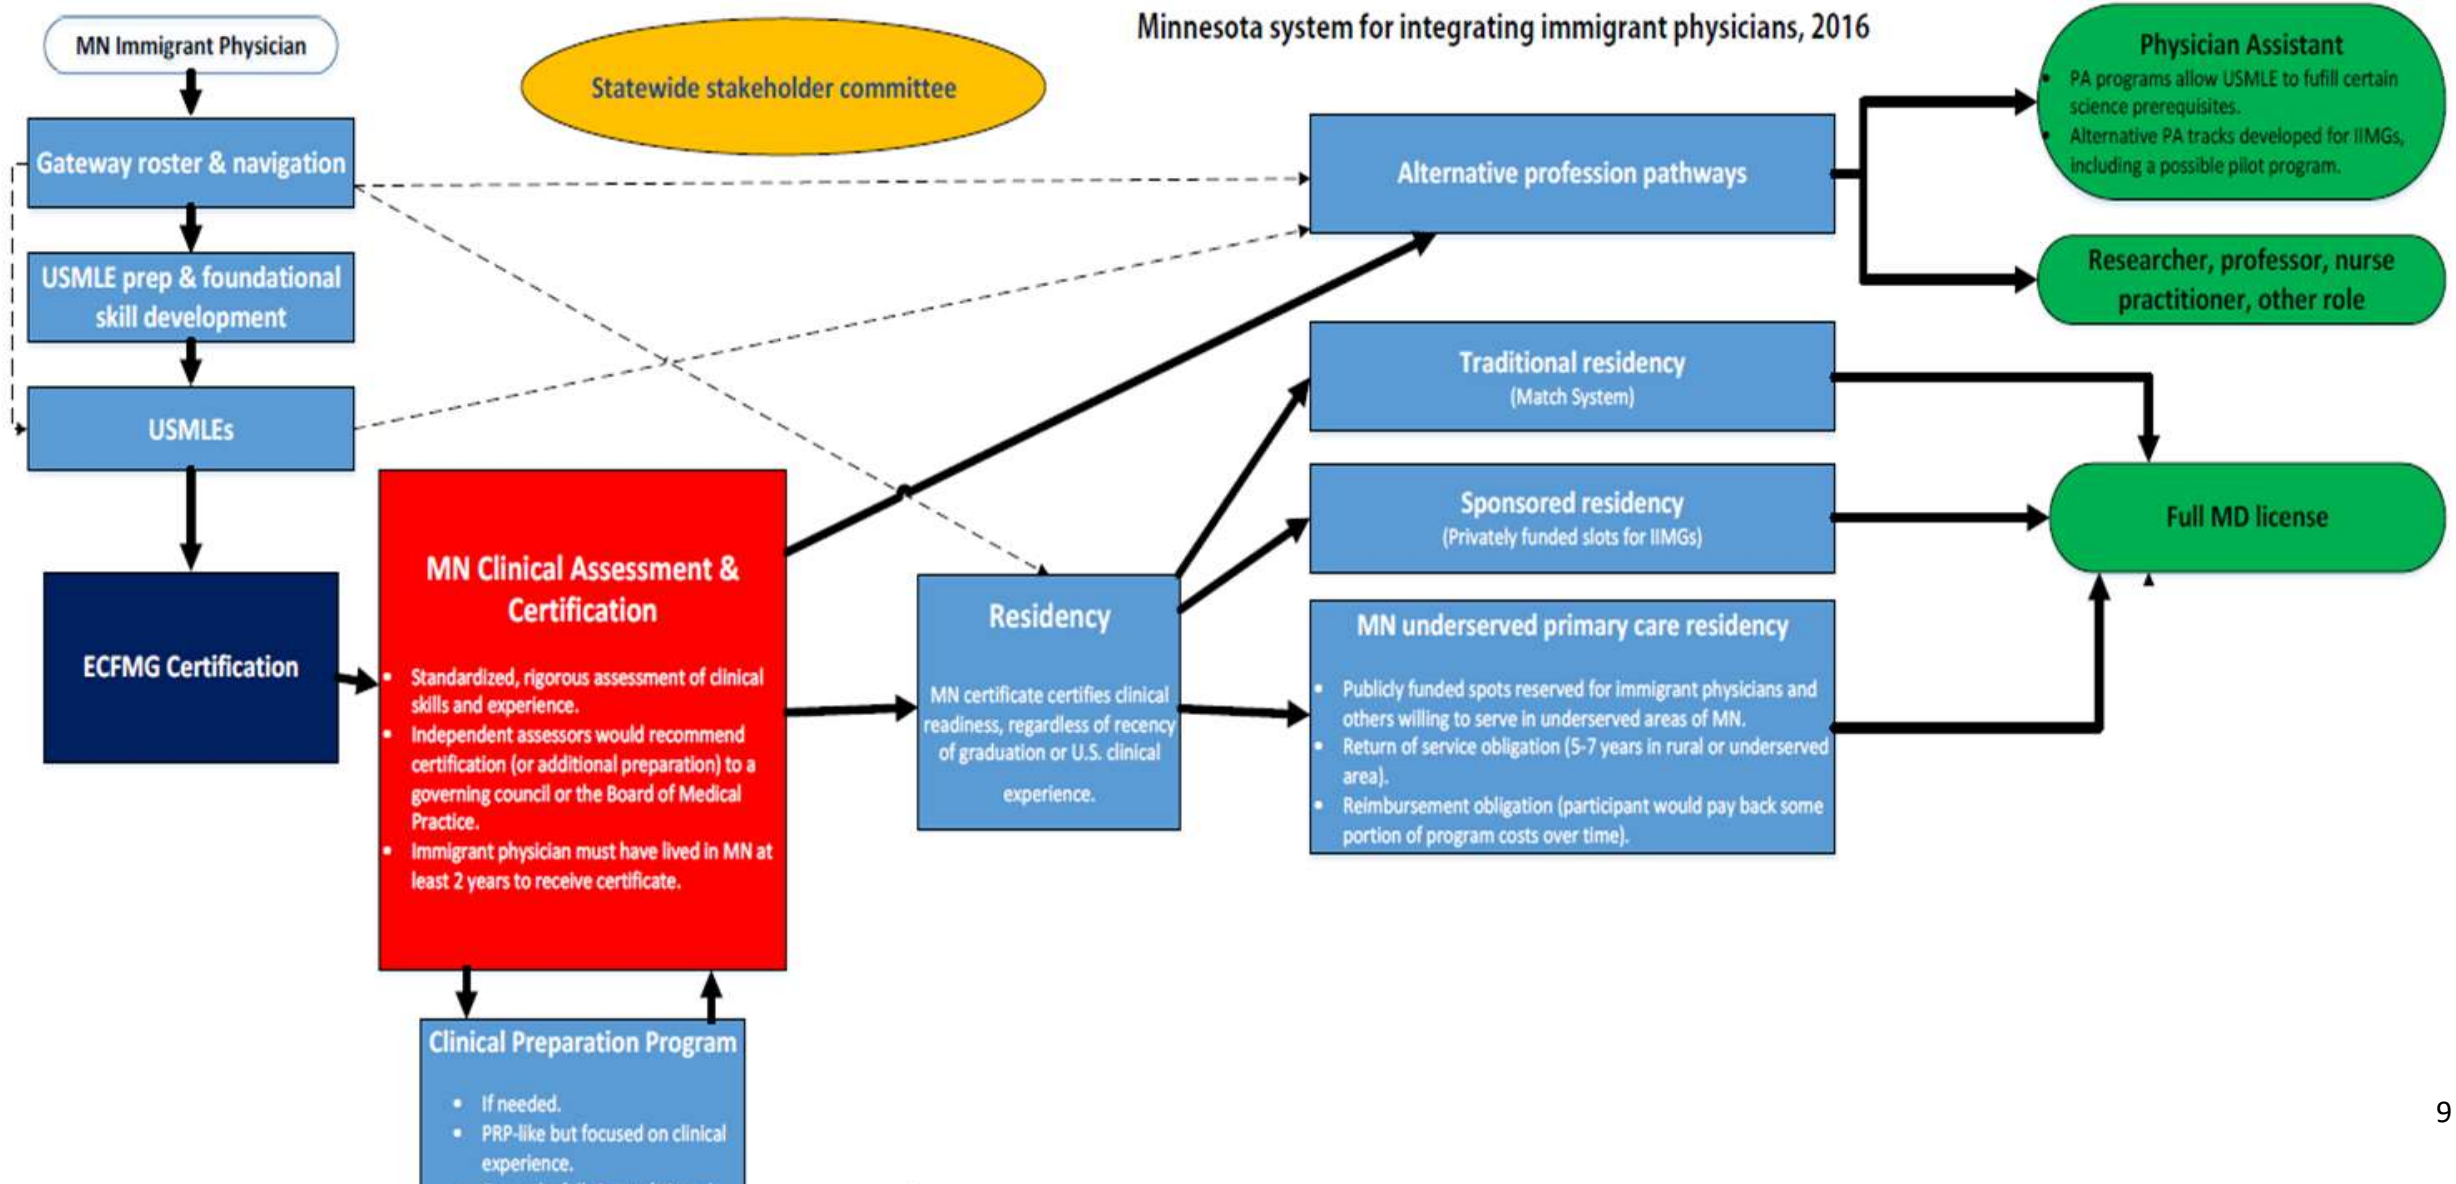 Minnesota system for integrating immigrant physicians, 2016
MN Immigrant Physician
Statewide stakeholder committee
Gateway roster & navigation
USMLE prep & foundational
skill development
USMLEs
ECFMG Certification
MN Clinical Assessment &
Certification
• Standardized, rigorous assessment of clinical
skills and experience.
• Independent assessors would recommend
certification (or additional preparation) to a
governing council or the Board of Medical
Practice.
• Immigrant physician must have lived in MN at
least 2 years to receive certificate.
Clinical Preparation Program
• If needed.
• PRP-like but focused on clinical
experience.
Residency
MN certificate certifies clinical
readiness, regardless of recency
of graduation or U.S. clinical
experience.
Alternative profession pathways
Traditional residency
(Match System)
Sponsored residency
(Privately funded slots for IIMGs)
MN underserved primary care residency
• Publicly funded spots reserved for immigrant physicians and
others willing to serve in underserved areas of MN.
• Return of service obligation (5-7 years in rural or underserved
area).
• Reimbursement obligation (participant would pay back some
portion of program costs over time).
Physician Assistant
• PA programs allow USMLE to fufill certain
science prerequisites.
• Alternative PA tracks developed for IIMGs,
including a possible pilot program.
Researcher, professor, nurse
practitioner, other role
Full MD license
9